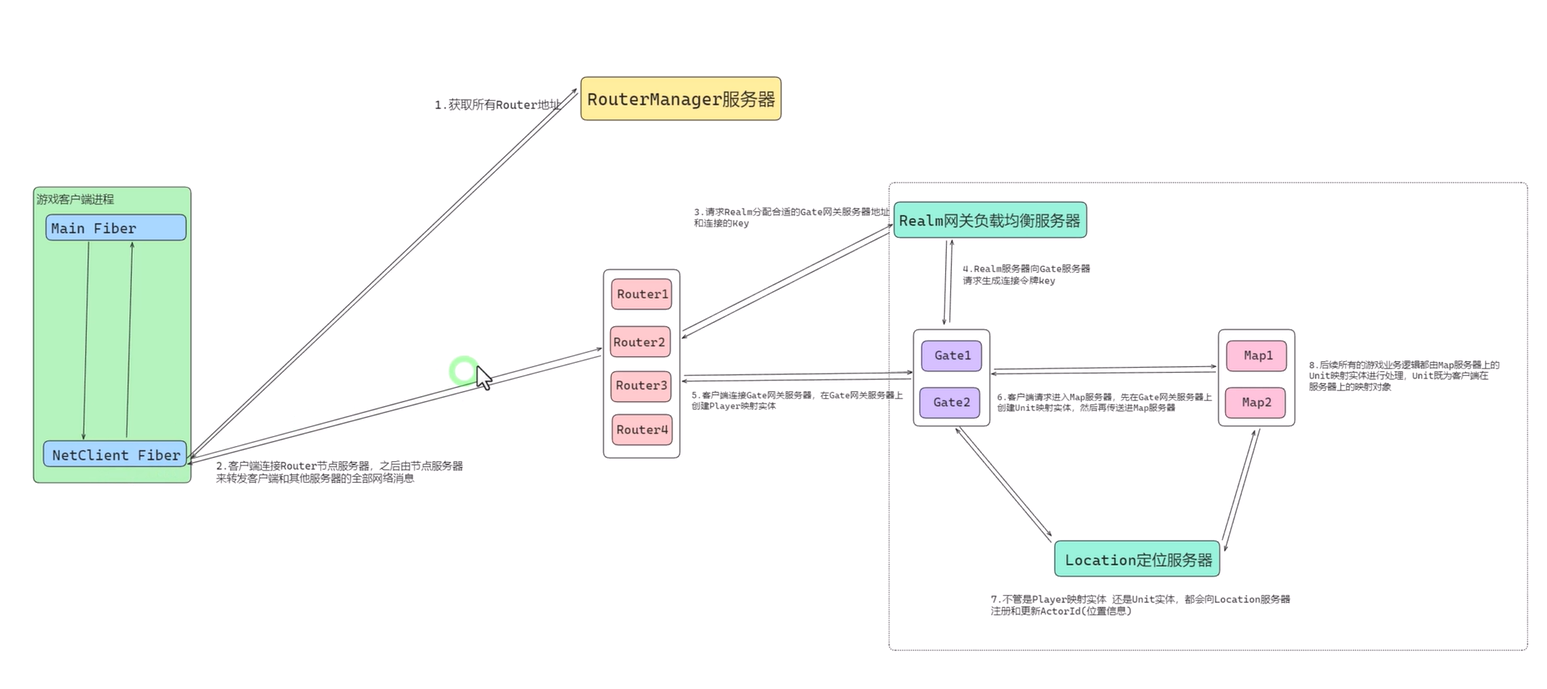 1.获取所有Router地址
RouterManager服务器
游戏客户端进程
Main Fiber
NetClient Fiber
2.客户端连接Router节点服务器，之后由节点服务器
来转发客户端和其他服务器的全部网络消息
Router1
Router2
Router3
Router4
3.请求Realm分配合适的Gate网关服务器地址
和连接的Key
Realm网关负载均衡服务器
4.Realm服务器向Gate服务器
请求生成连接令牌key
5.客户端连接Gate网关服务器，在Gate网关服务器上
创建Player映射实体
Gate1
Gate2
6.客户端请求进入Map服务器，先在Gate网关服务器上
创建Unit映射实体，然后再传送进Map服务器
Map1
Map2
8.后续所有的游戏业务逻辑都由Map服务器上的
Unit映射实体进行处理，Unit既为客户端在
服务器上的映射对象
Location定位服务器
7.不管是Player映射实体 还是Unit实体，都会向Location服务器
注册和更新ActorId(位置信息)